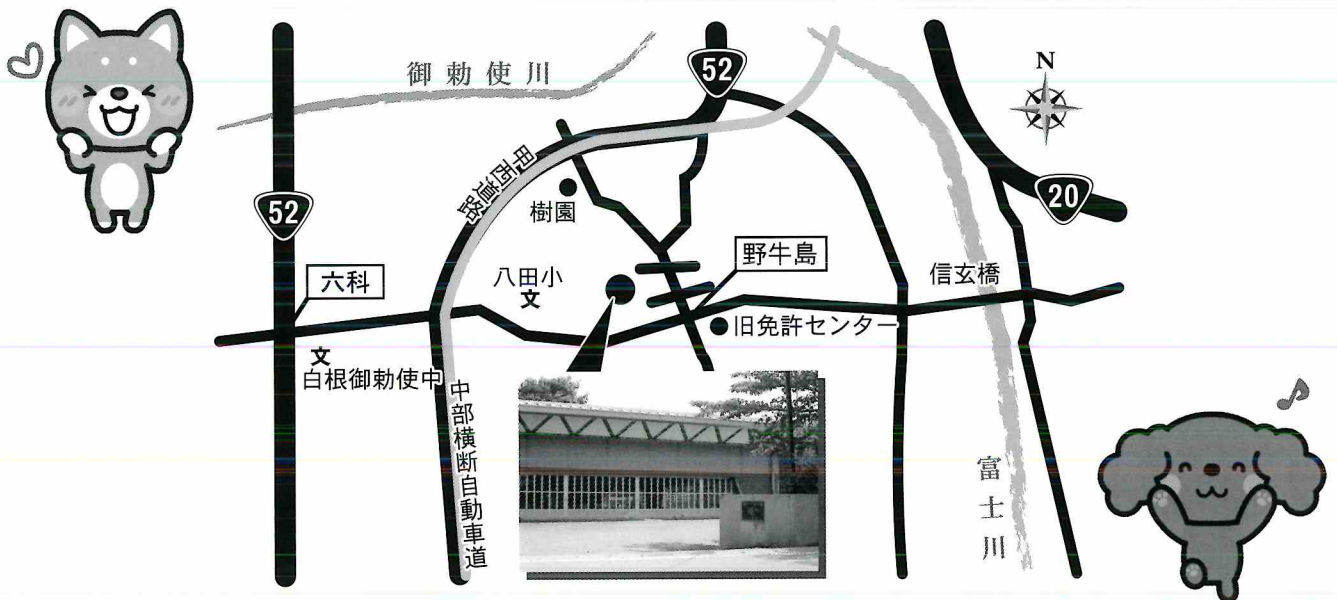 御勅使川
52
N
甲西道路
52
20
樹園
野牛島
六科
八田小
文
信玄橋
旧免許センター
文
白根御勅使中
中部横断自動車道
富士川